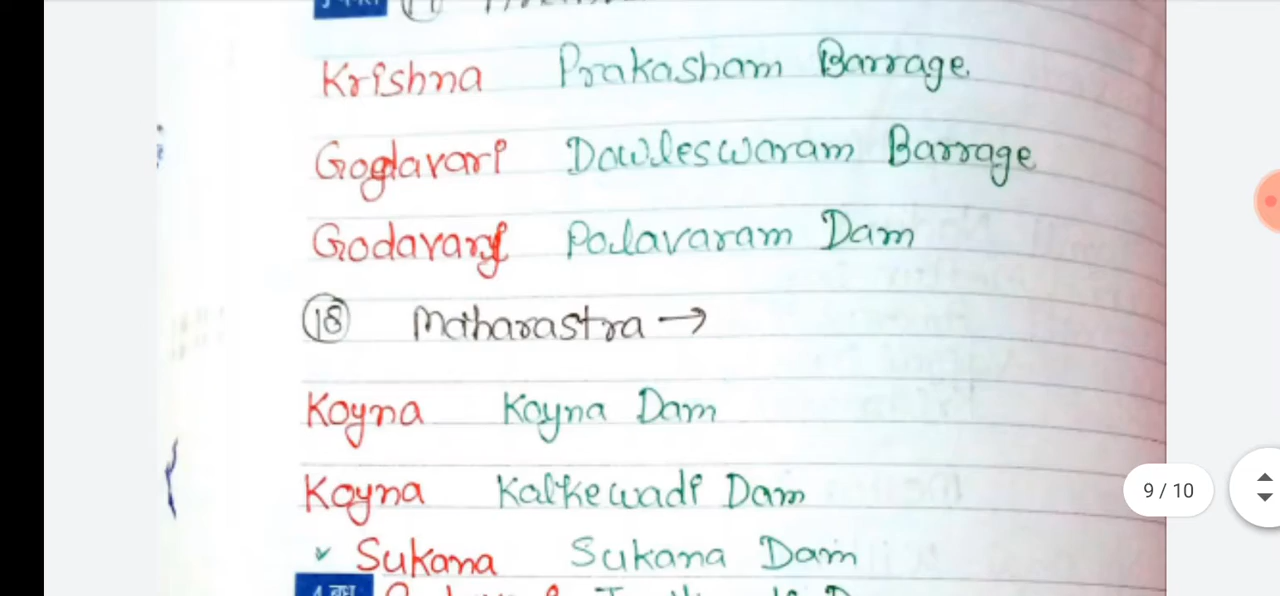 Krishna Prakasham Barrage.
Godavari Dowleswaram Barrage
Godavari Polavaram Dam
18 Maharastra →
Koyna Koyna Dam
Koyna Kalkewadi Dam
9 / 10
✓ Sukana Sukana Dam